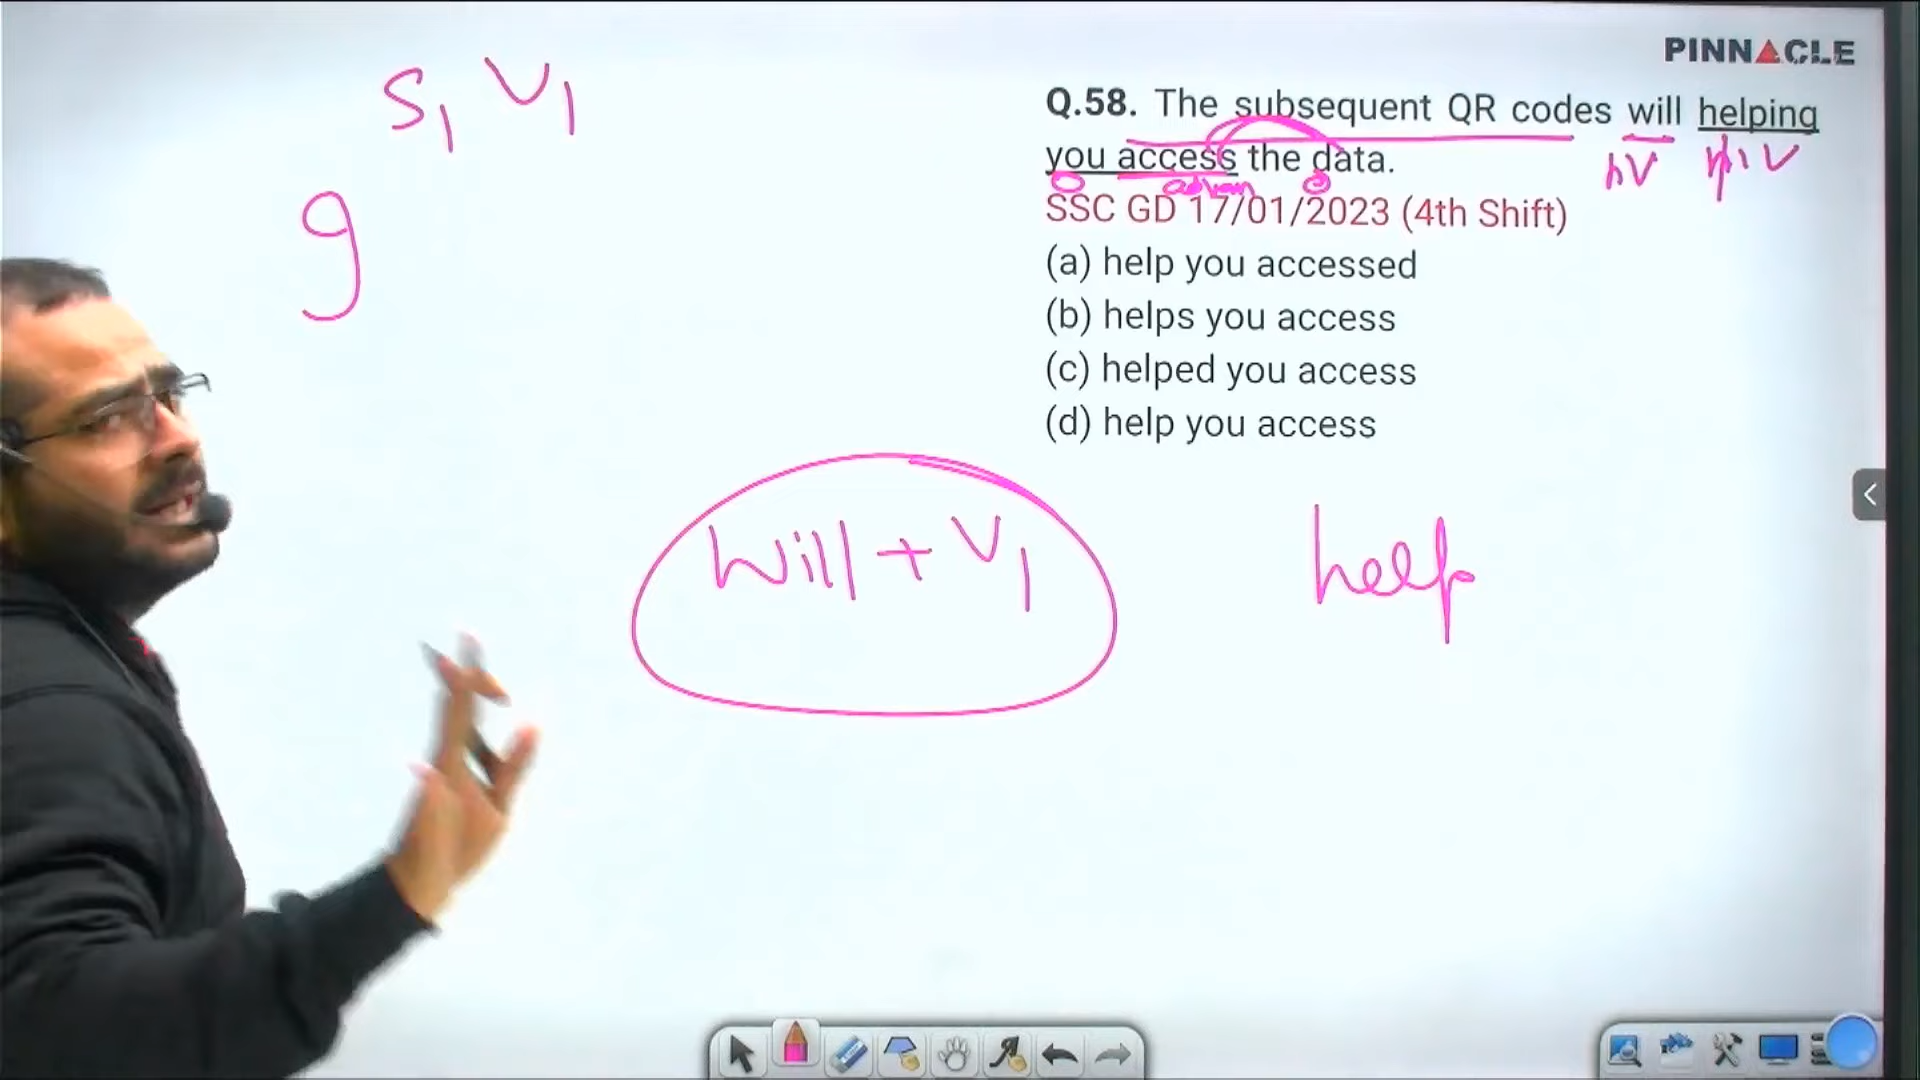 PINNACLE
S1 V1
Q.58. The subsequent QR codes will helping
you access the data.
hV
V
SSC GD 17/01/2023 (4th Shift)
g
(a) help you accessed
(b) helps you access
(c) helped you access
(d) help you access
Will + V1
help